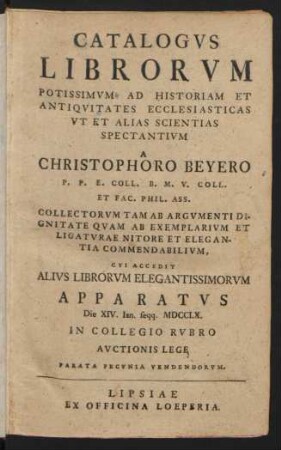 CATALOGVS
LIBRORVM
POTISSIMVM AD HISTORIAM ET
ANTIQVITATES ECCLESIASTICAS
VT ET ALIAS SCIENTIAS
SPECTANTIVM
A
CHRISTOPHORO BEYERO
P. P. E. COLL. B. M. V. COLL.
ET FAC. PHIL. ASS.
COLLECTORVM TAM AB ARGVMENTI DI-
GNITATE QVAM AB EXEMPLARIVM ET
LIGATVRAE NITORE ET ELEGAN-
TIA COMMENDABILIVM,
CVI ACCEDIT
ALIVS LIBRORVM ELEGANTISSIMORVM
APPARATVS
Die XIV. Ian. seqq. MDCCLX.
IN COLLEGIO RVBRO
AVCTIONIS LEGE
PARATA PECVNIA VENDENDORVM.
LIPSIAE
EX OFFICINA LOEPERIA.